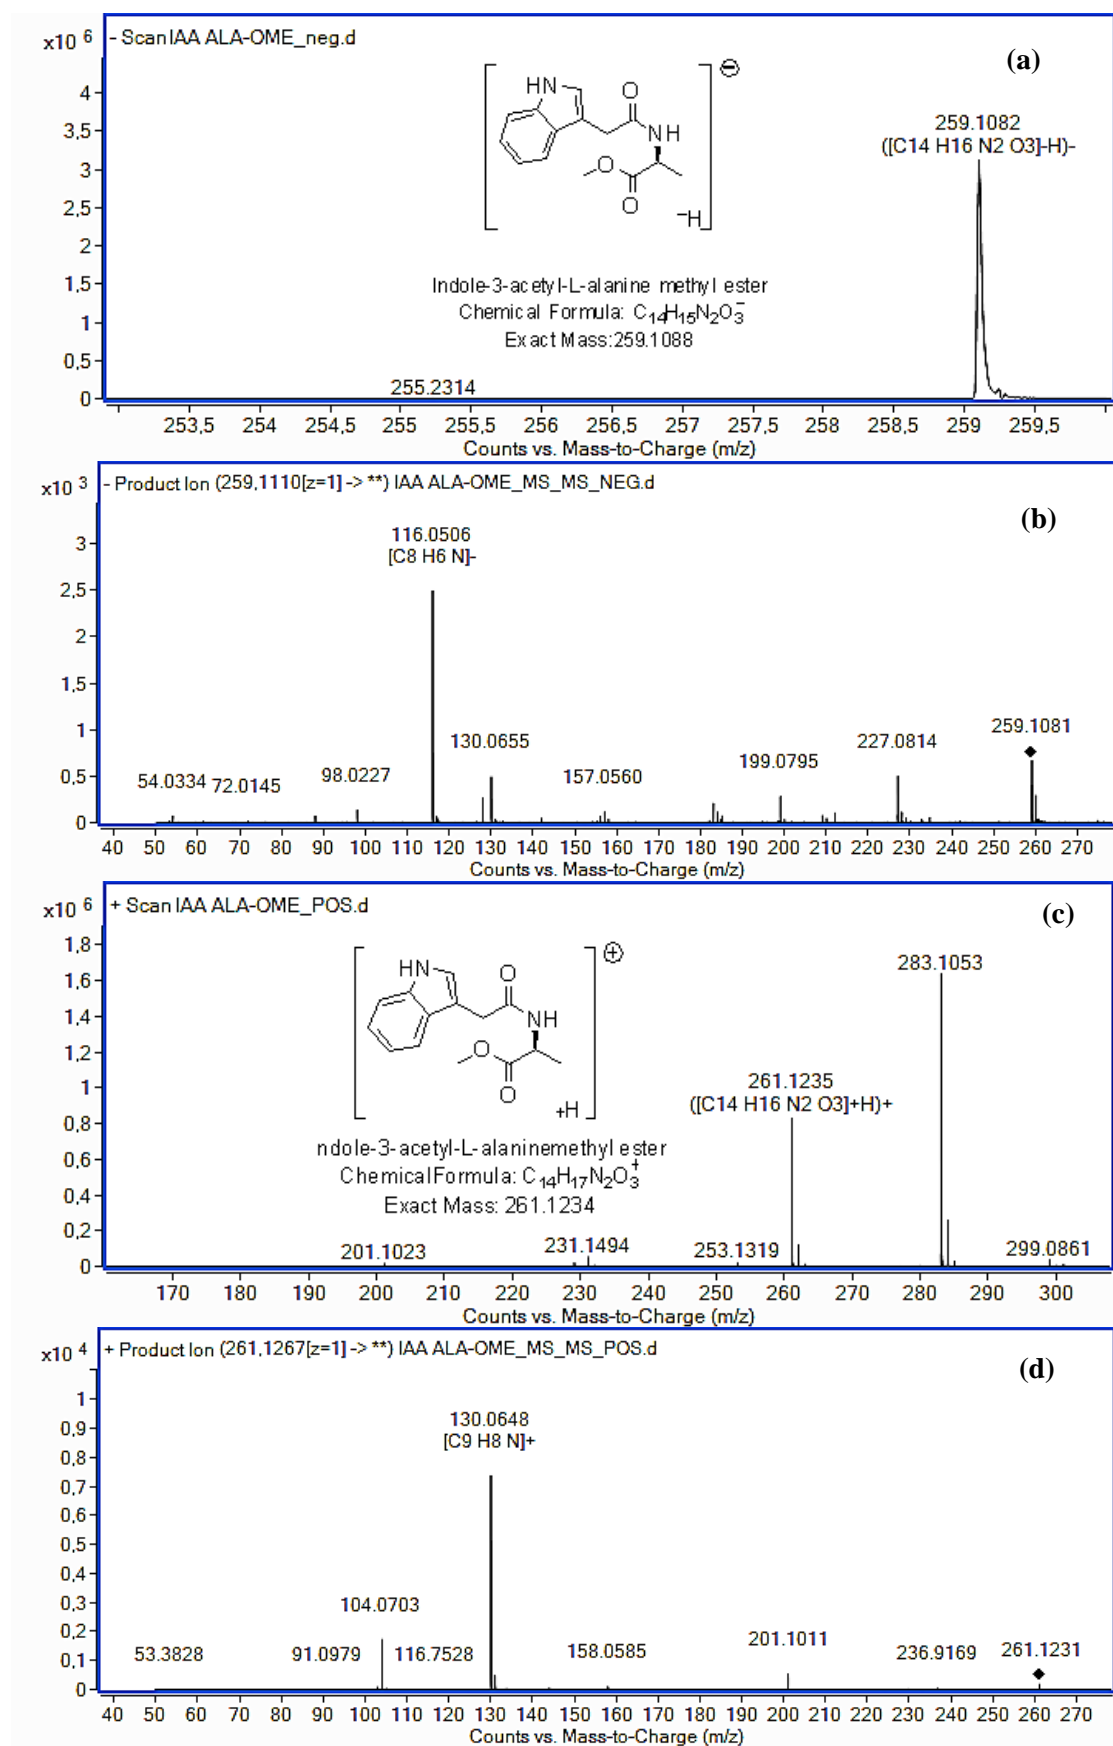 x10 6
- Scan IAA ALA-OME_neg.d
(a)
4
3,5
3
2,5
2
1,5
1
0,5
0
HN
O
N
H
O
O
−H
259.1082
([C14 H16 N2 O3]-H)-
Indole-3-acetyl-L-alanine methyl ester
Chemical Formula: C14H15N2O3−
Exact Mass:259.1088
255.2314
253,5 254 254,5 255 255,5 256 256,5 257 257,5 258 258,5 259 259,5
Counts vs. Mass-to-Charge (m/z)
x10 3
- Product Ion (259,1110[z=1] -> **) IAA ALA-OME_MS_MS_NEG.d
(b)
3
2,5
2
1,5
1
0,5
0
116.0506
[C8 H6 N]-
54.0334 72.0145 98.0227 130.0655 157.0560 199.0795 227.0814 259.1081
40 50 60 70 80 90 100 110 120 130 140 150 160 170 180 190 200 210 220 230 240 250 260 270
Counts vs. Mass-to-Charge (m/z)
x10 6
+ Scan IAA ALA-OME_POS.d
(c)
1,8
1,6
1,4
1,2
1
0,8
0,6
0,4
0,2
0
HN
O
NH
O
O
+H
+
283.1053
261.1235
([C14 H16 N2 O3]+H)+
ndole-3-acetyl-L-alaninemethyl ester
ChemicalFormula: C14H17N2O3+
Exact Mass: 261.1234
201.1023 231.1494 253.1319 299.0861
170 180 190 200 210 220 230 240 250 260 270 280 290 300
Counts vs. Mass-to-Charge (m/z)
x10 4
+ Product Ion (261,1267[z=1] -> **) IAA ALA-OME_MS_MS_POS.d
(d)
1
0,9
0,8
0,7
0,6
0,5
0,4
0,3
0,2
0,1
0
130.0648
[C9 H8 N]+
104.0703
53.3828 91.0979 116.7528 158.0585 201.1011 236.9169 261.1231
40 50 60 70 80 90 100 110 120 130 140 150 160 170 180 190 200 210 220 230 240 250 260 270
Counts vs. Mass-to-Charge (m/z)